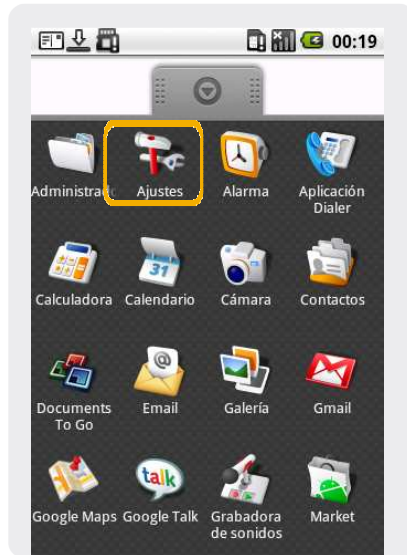 00:19
Administrado
Ajustes
Alarma
Aplicación
Dialer
31
Calculadora
Calendario
Cámara
Contactos
@
Documents
To Go
Email
Galería
Gmail
talk
Google Maps
Google Talk
Grabadora
de sonidos
Market